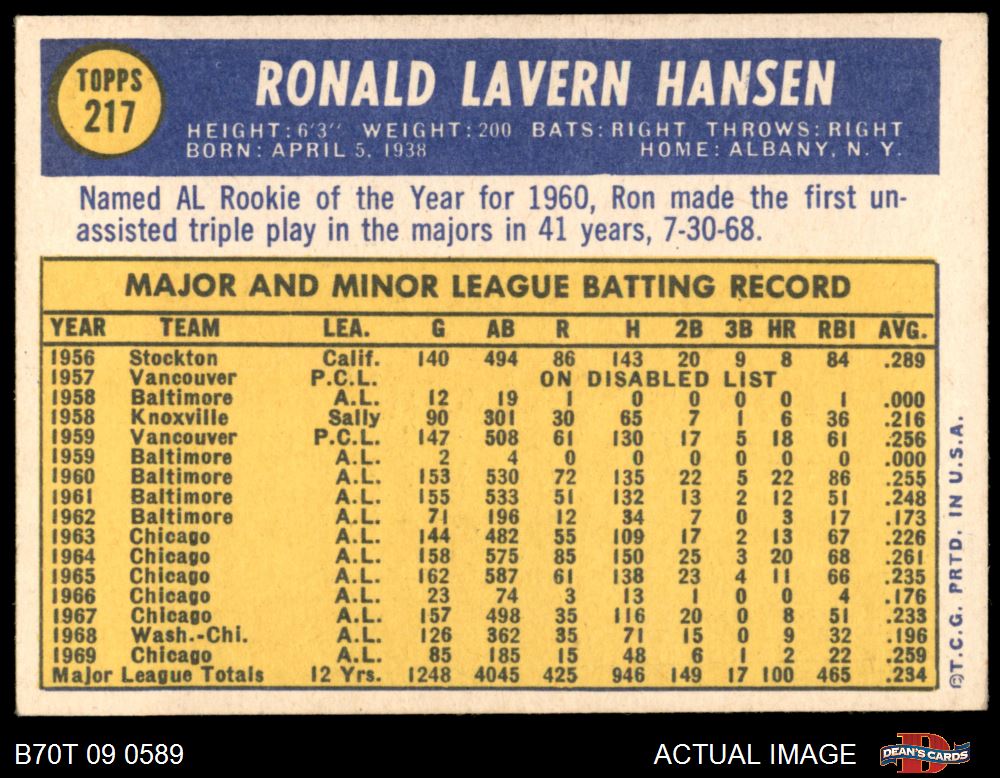 TOPPS
217
RONALD LAVERN HANSEN
HEIGHT: 6'3" WEIGHT: 200 BATS: RIGHT THROWS: RIGHT
BORN: APRIL 5, 1938 HOME: ALBANY, N. Y.
Named AL Rookie of the Year for 1960, Ron made the first un-
assisted triple play in the majors in 41 years, 7-30-68.
MAJOR AND MINOR LEAGUE BATTING RECORD
YEAR TEAM LEA. G AB R H 2B 3B HR RBI AVG.
1956 Stockton Calif. 140 494 86 143 20 9 8 84 .289
1957 Vancouver P.C.L. ON DISABLED LIST
1958 Baltimore A.L. 12 19 1 0 0 0 0 1 .000
1958 Knoxville Sally 90 301 30 65 7 1 6 36 .216
1959 Vancouver P.C.L. 147 508 61 130 17 5 18 61 .256
1959 Baltimore A.L. 2 4 0 0 0 0 0 0 .000
1960 Baltimore A.L. 153 530 72 135 22 5 22 86 .255
1961 Baltimore A.L. 155 533 51 132 13 2 12 51 .248
1962 Baltimore A.L. 71 196 12 34 7 0 3 17 .173
1963 Chicago A.L. 144 482 55 109 17 2 13 67 .226
1964 Chicago A.L. 158 575 85 150 25 3 20 68 .261
1965 Chicago A.L. 162 587 61 138 23 4 11 66 .235
1966 Chicago A.L. 23 74 3 13 1 0 0 4 .176
1967 Chicago A.L. 157 498 35 116 20 0 8 51 .233
1968 Wash.-Chi. A.L. 126 362 35 71 15 0 9 32 .196
1969 Chicago A.L. 85 185 15 48 6 1 2 22 .259
Major League Totals 12 Yrs. 1248 4045 425 946 149 17 100 465 .234
©T.C.G. PRTD. IN U.S.A.
B70T 09 0589 ACTUAL IMAGE
DEAN'S CARDS